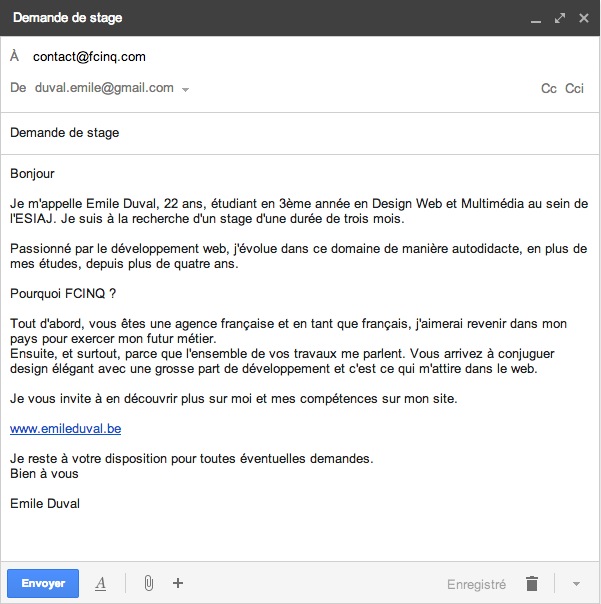 Demande de stage
À contact@fcinq.com
De duval.emile@gmail.com Cc Cci
Demande de stage
Bonjour
Je m'appelle Emile Duval, 22 ans, étudiant en 3ème année en Design Web et Multimédia au sein de
l'ESIAJ. Je suis à la recherche d'un stage d'une durée de trois mois.
Passionné par le développement web, j'évolue dans ce domaine de manière autodidacte, en plus de
mes études, depuis plus de quatre ans.
Pourquoi FCINQ ?
Tout d'abord, vous êtes une agence française et en tant que français, j'aimerai revenir dans mon
pays pour exercer mon futur métier.
Ensuite, et surtout, parce que l'ensemble de vos travaux me parlent. Vous arrivez à conjuguer
design élégant avec une grosse part de développement et c'est ce qui m'attire dans le web.
Je vous invite à en découvrir plus sur moi et mes compétences sur mon site.
www.emileduval.be
Je reste à votre disposition pour toutes éventuelles demandes.
Bien à vous
Emile Duval
Envoyer A Enregistré